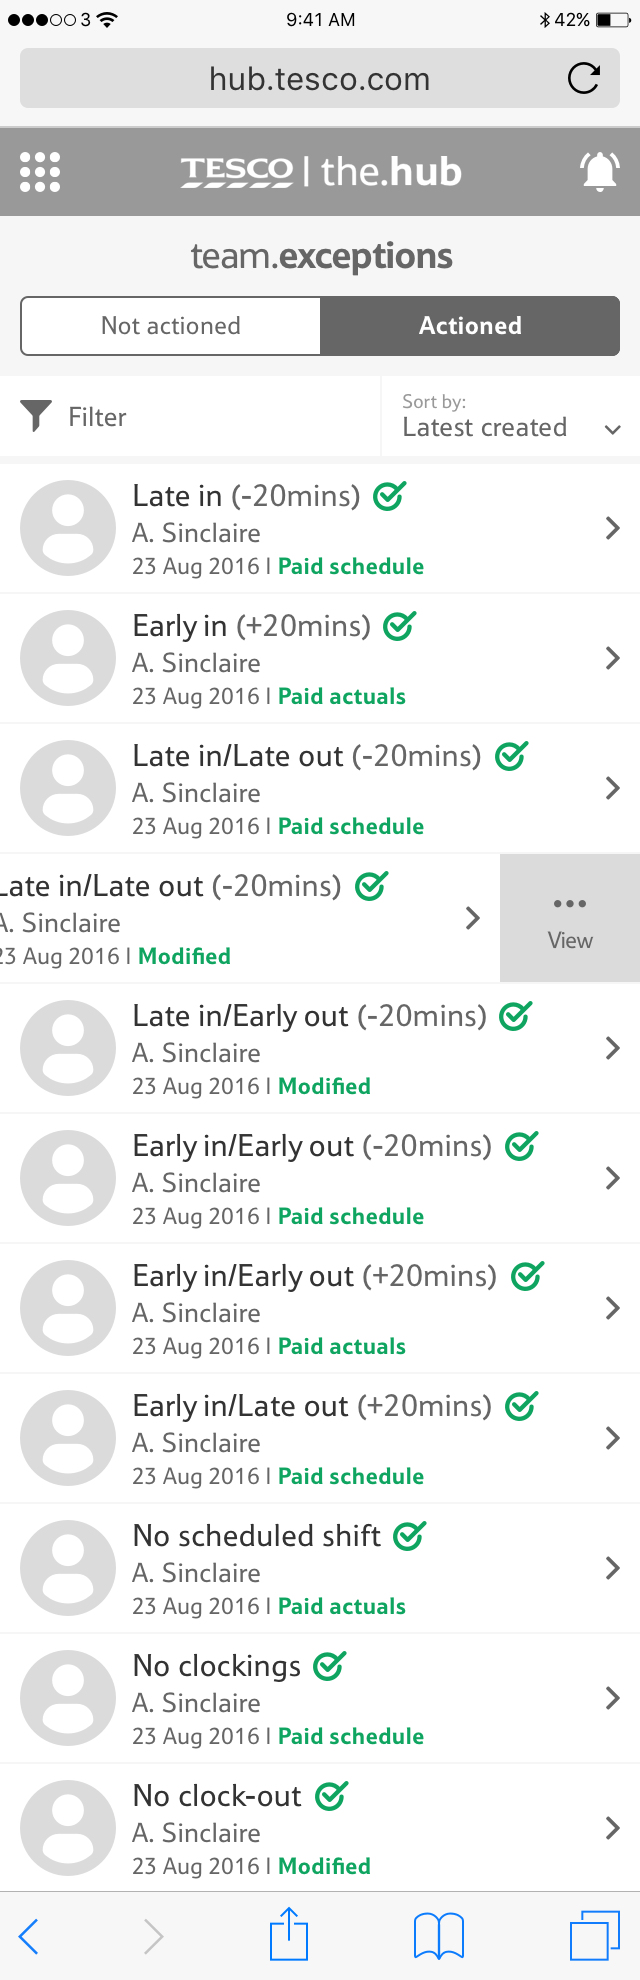 3 9:41 AM 42%
hub.tesco.com
TESCO | the.hub
team.exceptions
Not actioned Actioned
Filter
Sort by:
Latest created
Late in (-20mins)
A. Sinclaire
23 Aug 2016 | Paid schedule
Early in (+20mins)
A. Sinclaire
23 Aug 2016 | Paid actuals
Late in/Late out (-20mins)
A. Sinclaire
23 Aug 2016 | Paid schedule
Late in/Late out (-20mins)
A. Sinclaire
23 Aug 2016 | Modified
View
Late in/Early out (-20mins)
A. Sinclaire
23 Aug 2016 | Modified
Early in/Early out (-20mins)
A. Sinclaire
23 Aug 2016 | Paid schedule
Early in/Early out (+20mins)
A. Sinclaire
23 Aug 2016 | Paid actuals
Early in/Late out (+20mins)
A. Sinclaire
23 Aug 2016 | Paid schedule
No scheduled shift
A. Sinclaire
23 Aug 2016 | Paid actuals
No clockings
A. Sinclaire
23 Aug 2016 | Paid schedule
No clock-out
A. Sinclaire
23 Aug 2016 | Modified